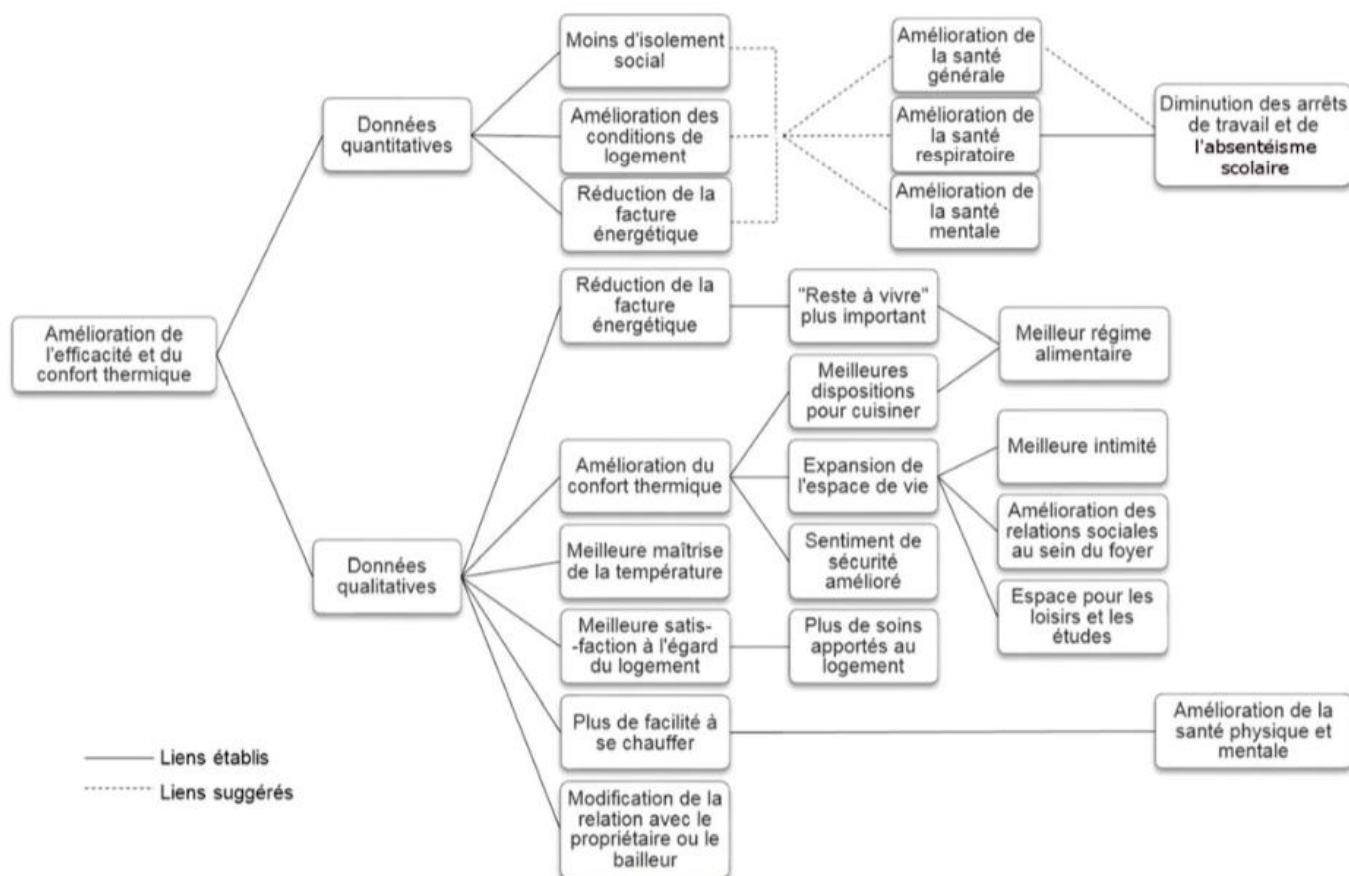 Moins d'isolement
social
Amélioration de
la santé
générale
Données
quantitatives
Amélioration des
conditions de
logement
Amélioration de
la santé
respiratoire
Diminution des arrêts
de travail et de
l'absentéisme
scolaire
Réduction de la
facture
énergétique
Amélioration de
la santé
mentale
Amélioration de
l'efficacité et du
confort thermique
Réduction de la
facture
énergétique
"Reste à vivre"
plus important
Meilleur régime
alimentaire
Meilleures
dispositions
pour cuisiner
Amélioration du
confort thermique
Expansion de
l'espace de vie
Meilleure intimité
Données
qualitatives
Meilleure maîtrise
de la température
Sentiment de
sécurité
amélioré
Amélioration des
relations sociales
au sein du foyer
Meilleure satis-
-faction à l'égard
du logement
Plus de soins
apportés au
logement
Espace pour les
loisirs et les
études
Plus de facilité à
se chauffer
Amélioration de la
santé physique et
mentale
Modification de la
relation avec le
propriétaire ou le
bailleur
Liens établis
Liens suggérés